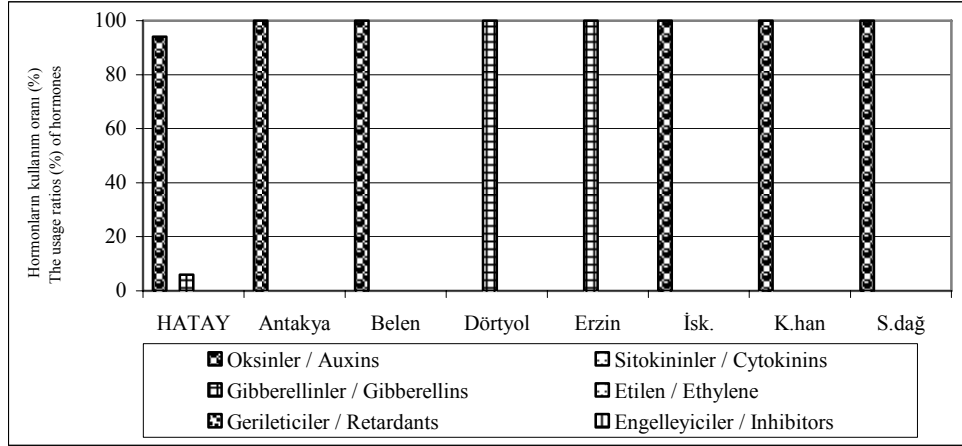 Hormonların kullanım oranı (%)
The usage ratios (%) of hormones
100
80
60
40
20
0
HATAY Antakya Belen Dörtyol Erzin İsk. K.han S.dağ
Oksinler / Auxins Sitokininler / Cytokinins
Gibberellinler / Gibberellins Etilen / Ethylene
Gerileticiler / Retardants Engelleyiciler / Inhibitors